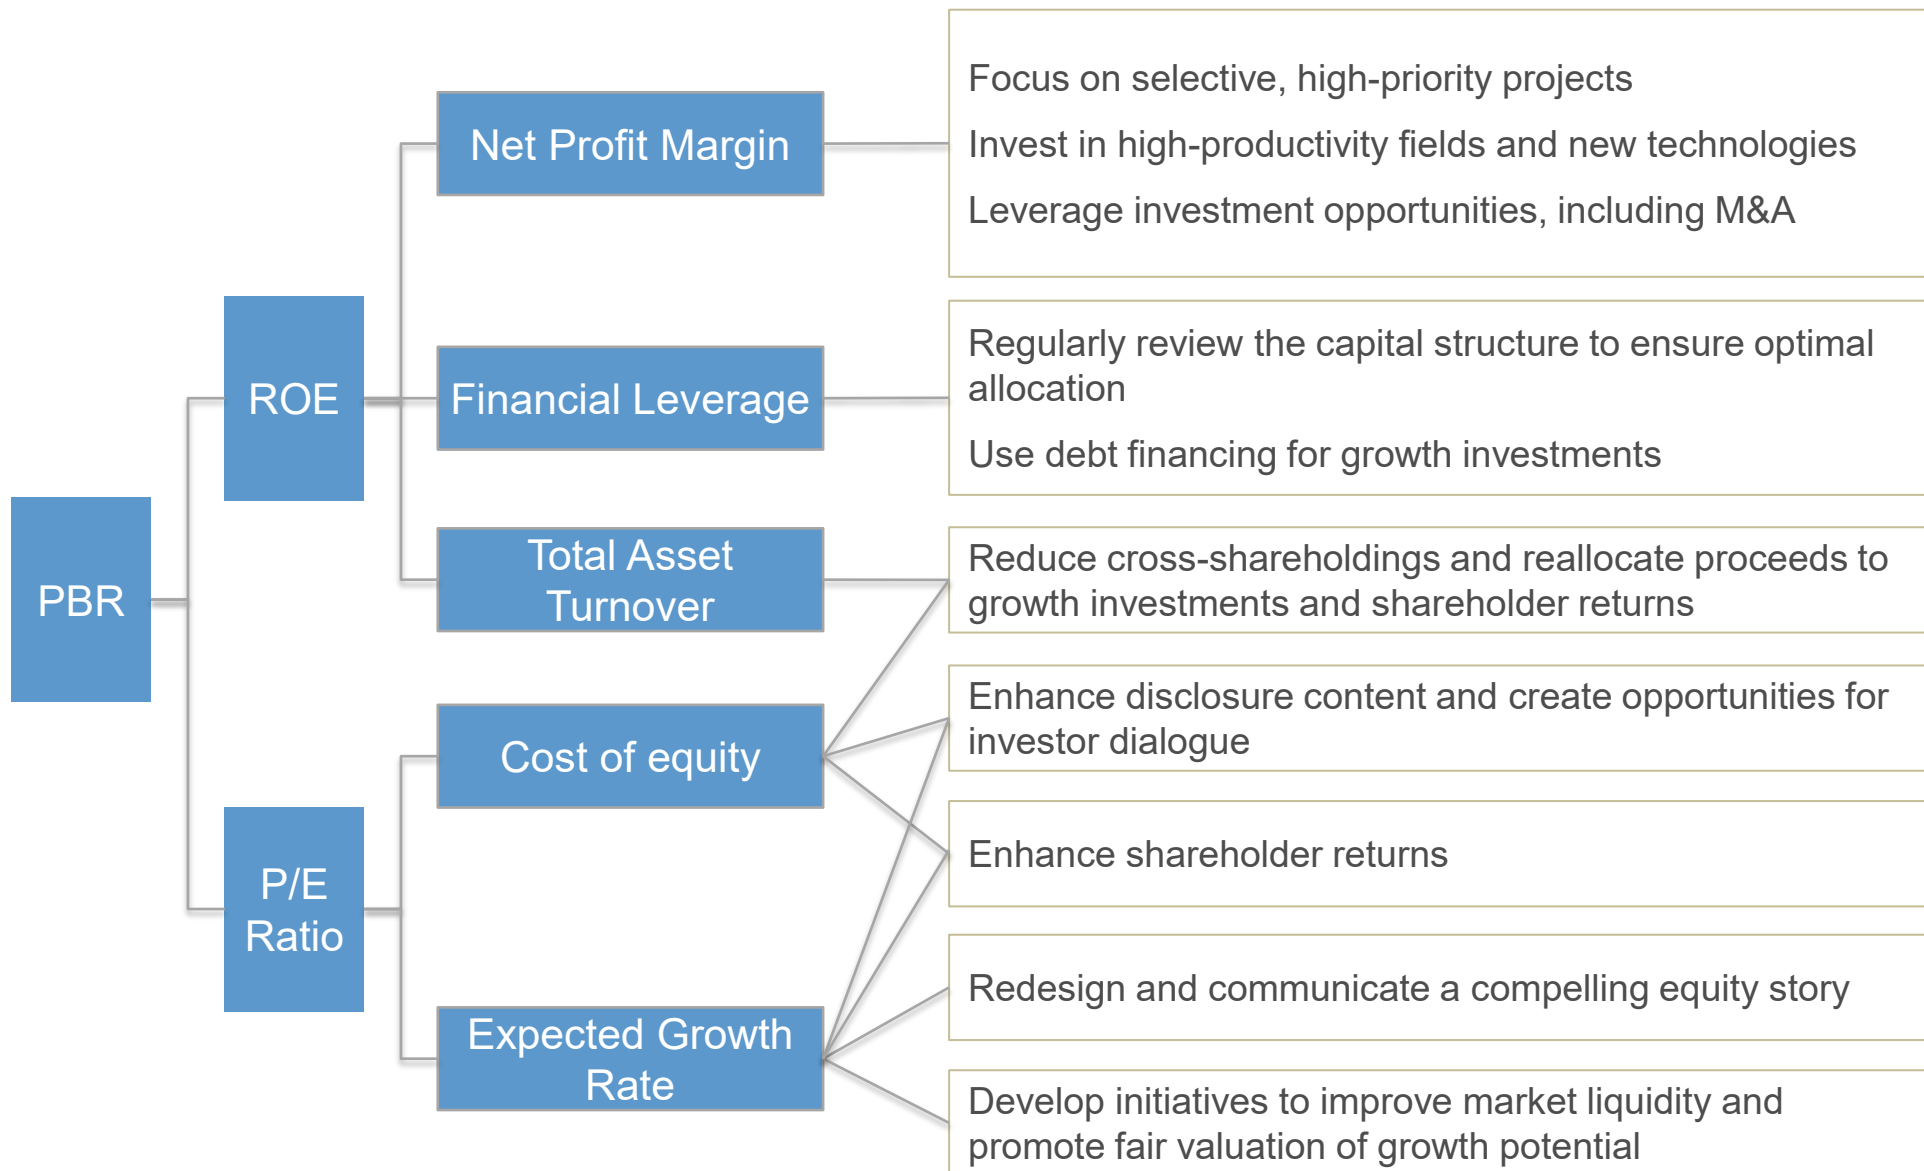 PBR
ROE
P/E
Ratio
Net Profit Margin
Financial Leverage
Total Asset
Turnover
Cost of equity
Expected Growth
Rate
Focus on selective, high-priority projects
Invest in high-productivity fields and new technologies
Leverage investment opportunities, including M&A
Regularly review the capital structure to ensure optimal
allocation
Use debt financing for growth investments
Reduce cross-shareholdings and reallocate proceeds to
growth investments and shareholder returns
Enhance disclosure content and create opportunities for
investor dialogue
Enhance shareholder returns
Redesign and communicate a compelling equity story
Develop initiatives to improve market liquidity and
promote fair valuation of growth potential